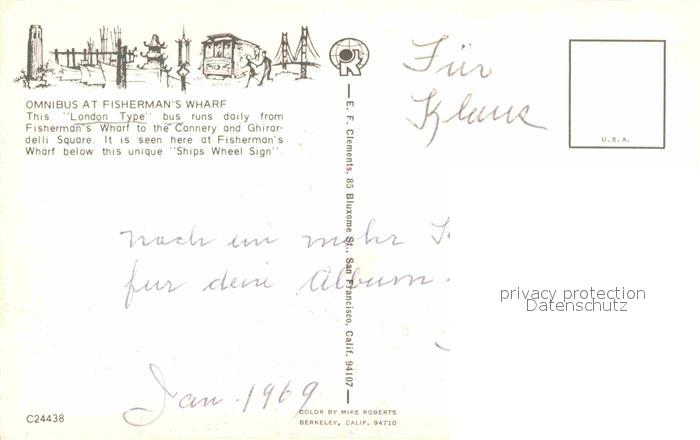 OMNIBUS AT FISHERMAN'S WHARF
This "London Type" bus runs daily from
Fisherman's Wharf to the Cannery and Ghirar-
delli Square. It is seen here at Fisherman's
Wharf below this unique "Ships Wheel Sign".
C24438
E. F. Clements, 85 Bluxome St., San Francisco, Calif. 94107
COLOR BY MIKE ROBERTS
BERKELEY, CALIF. 94710
Für
Klaus
U.S.A.
noch ein mehr
fur dein Album.
Jan. 1969
privacy protection
Datenschutz